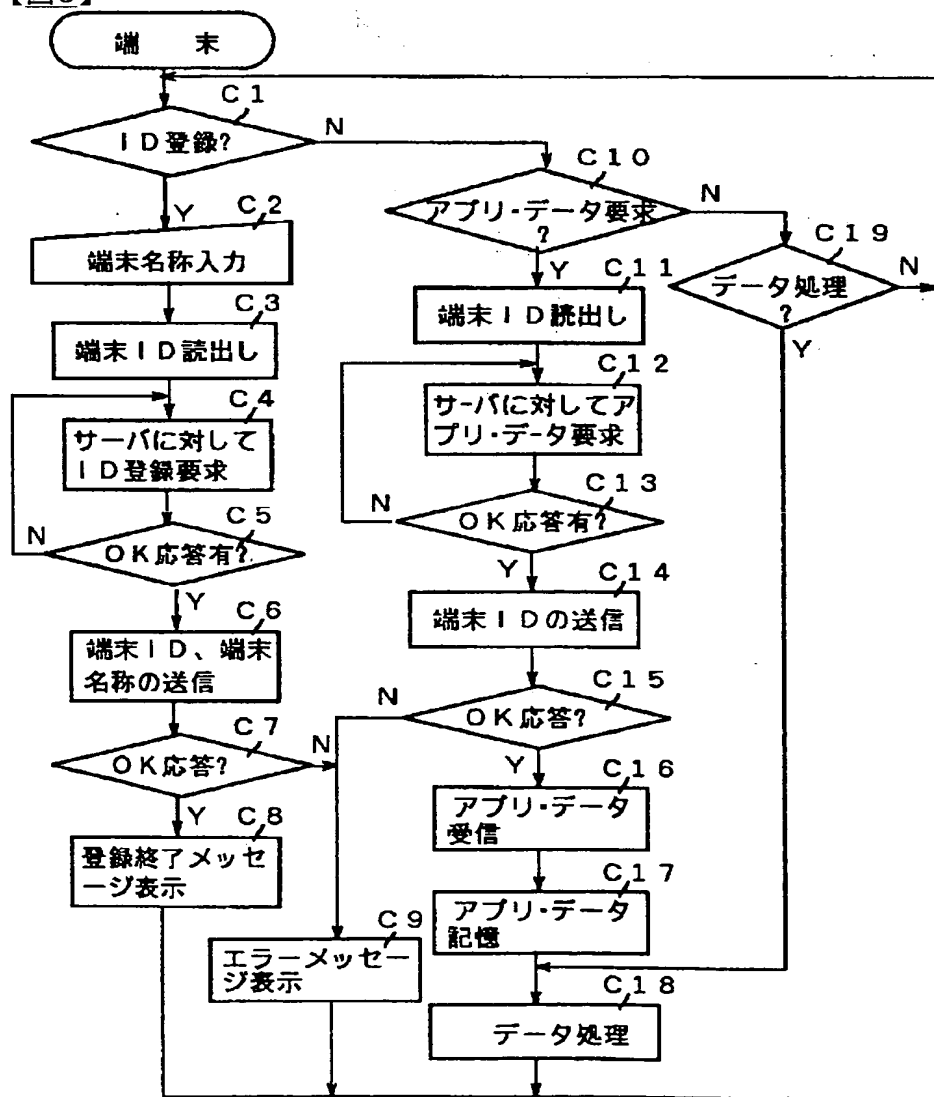 端 末
C1
ID登録?
N
Y
C2
端末名称入力
C3
端末ID読出し
C4
サーバに対して
ID登録要求
C5
N
OK応答有?
Y
C6
端末ID、端末
名称の送信
C7
OK応答?
N
Y
C8
登録終了メッセ
ージ表示
C9
エラーメッセー
ジ表示
C10
アプリ・データ要求
?
N
Y
C11
端末ID読出し
C12
サーバに対してア
プリ・データ要求
C13
N
OK応答有?
Y
C14
端末IDの送信
C15
N
OK応答?
Y
C16
アプリ・データ
受信
C17
アプリ・データ
記憶
C18
データ処理
C19
データ処理
?
N
Y